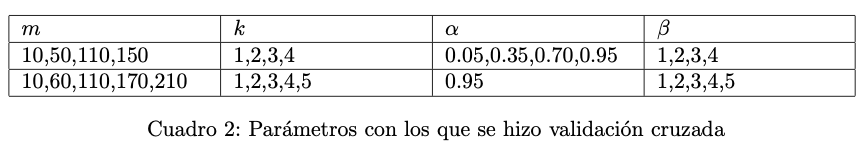 m k α β
10,50,110,150 1,2,3,4 0.05,0.35,0.70,0.95 1,2,3,4
10,60,110,170,210 1,2,3,4,5 0.95 1,2,3,4,5
Cuadro 2: Parámetros con los que se hizo validación cruzada